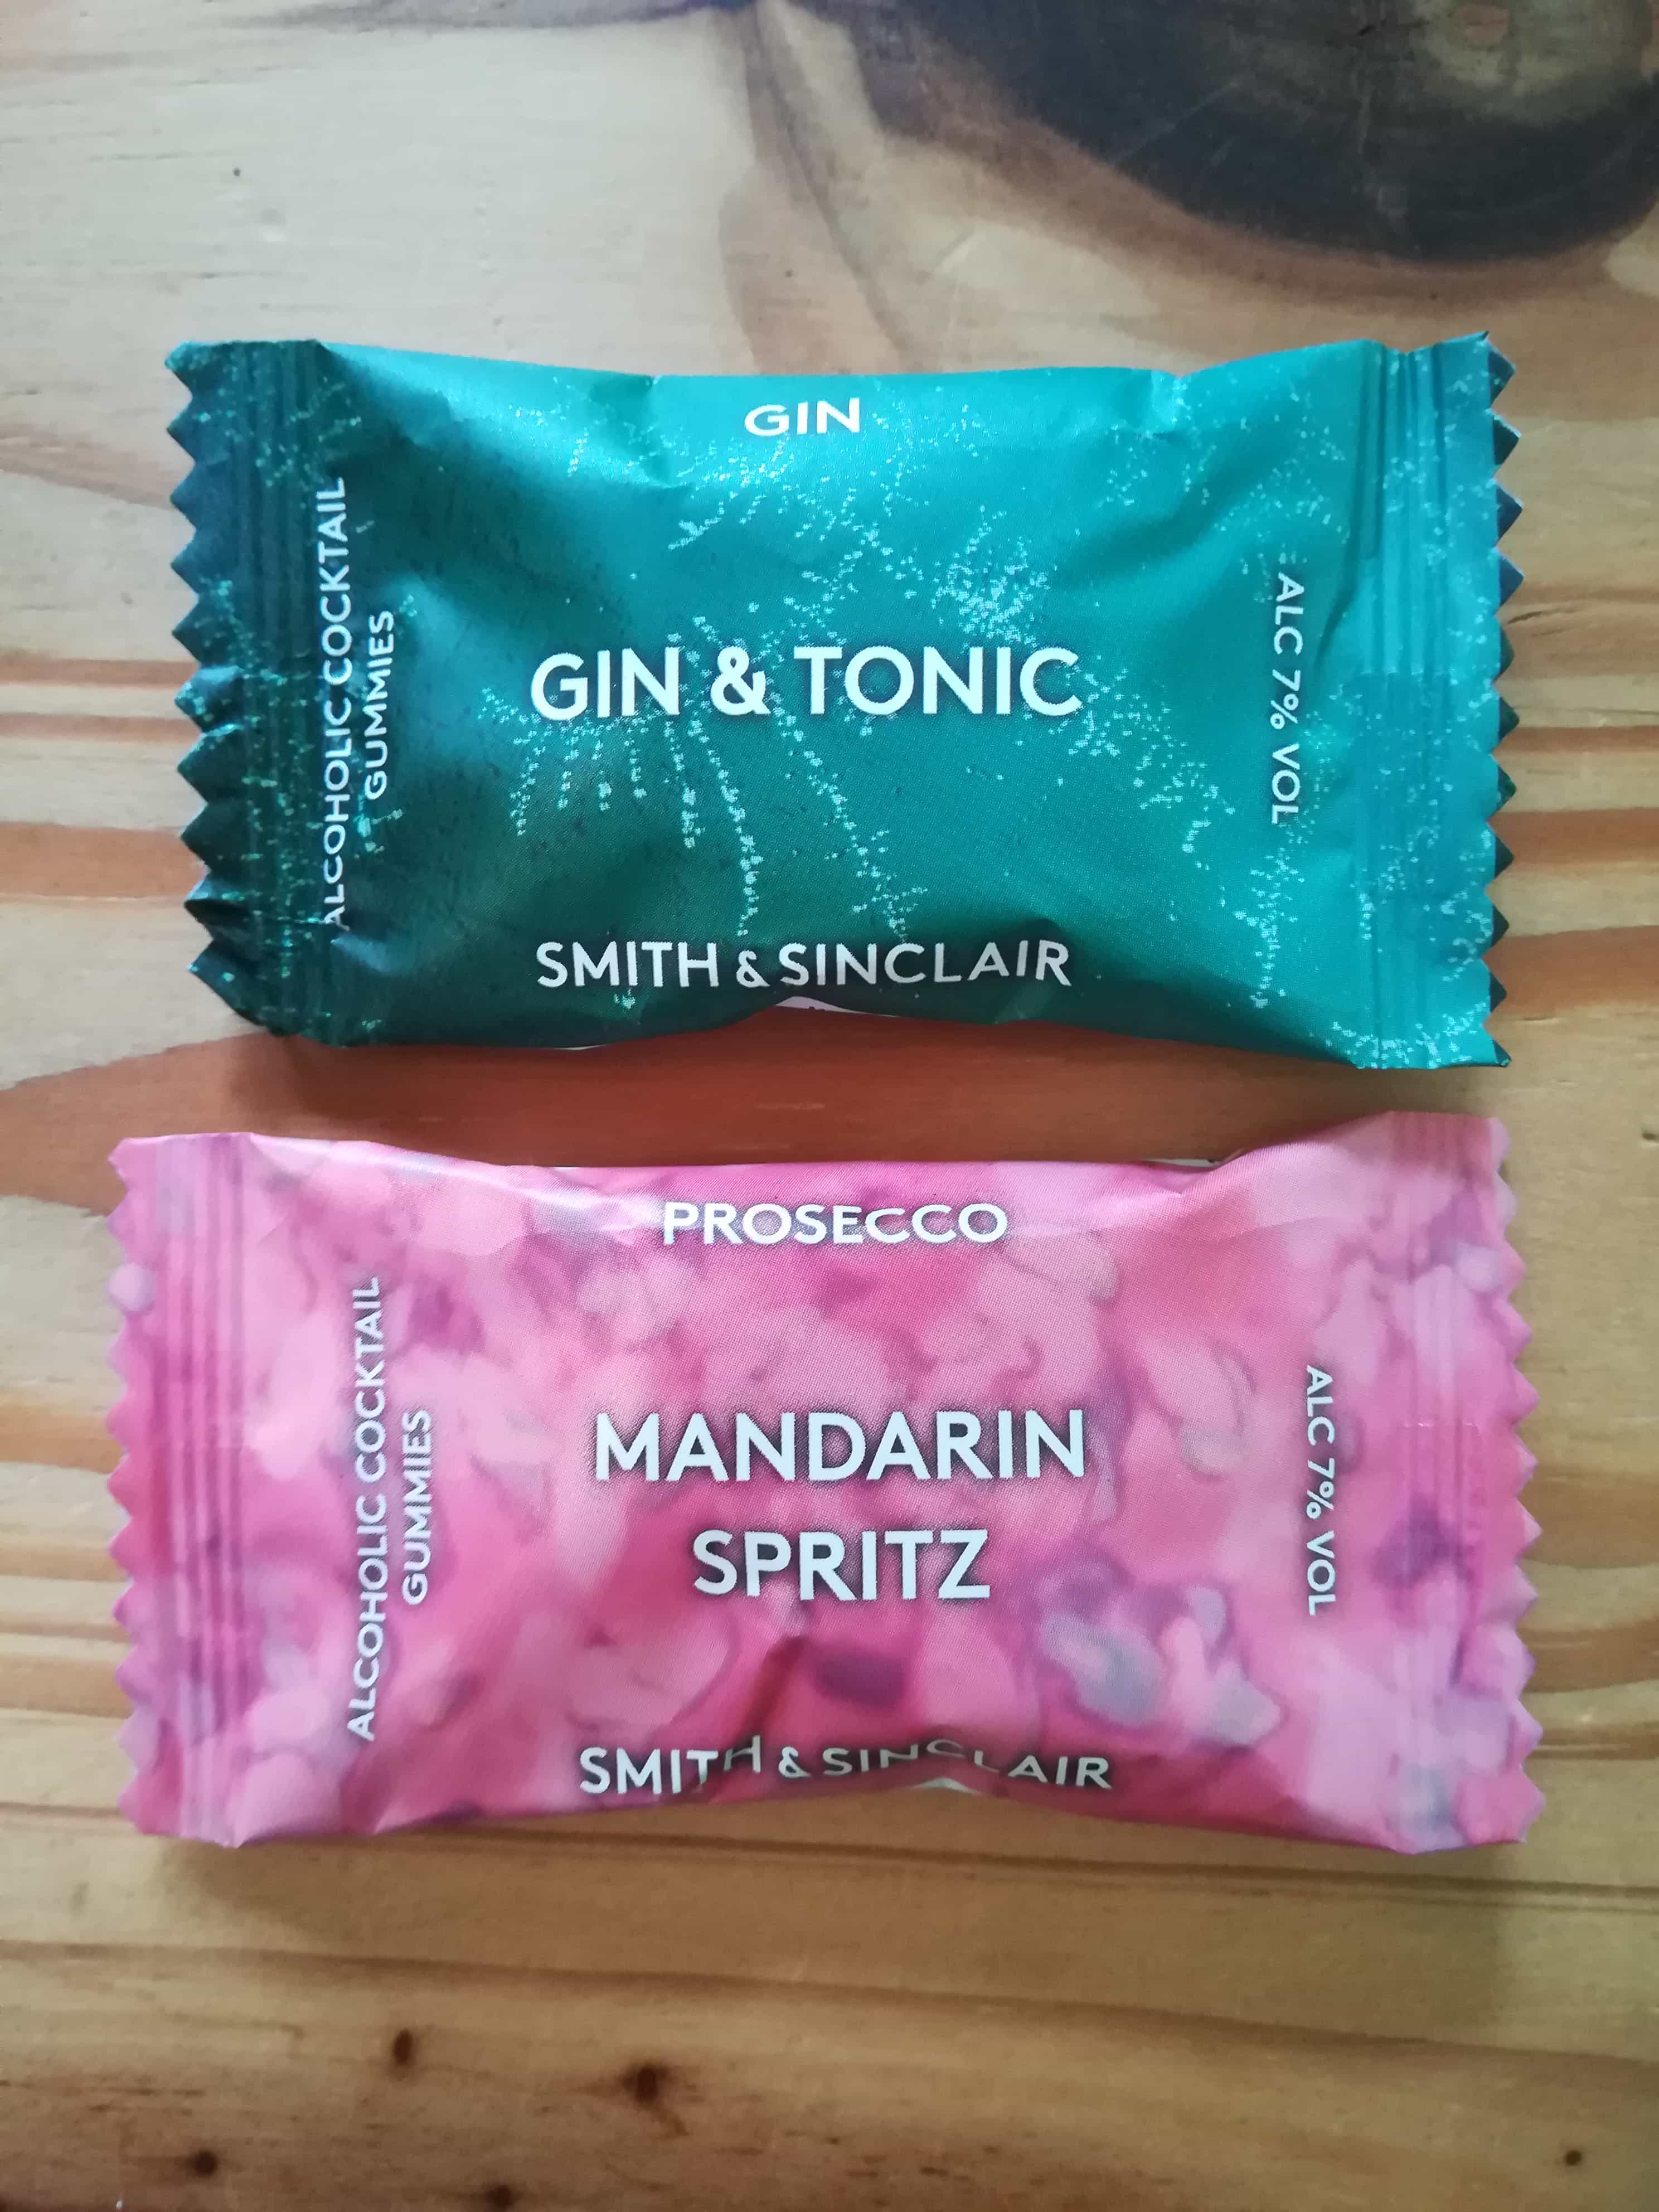 GIN
ALCOHOLIC COCKTAIL
GUMMIES
GIN & TONIC
ALC 7% VOL
SMITH & SINCLAIR
PROSECCO
ALCOHOLIC COCKTAIL
GUMMIES
MANDARIN
SPRITZ
ALC 7% VOL
SMITH & SINCLAIR